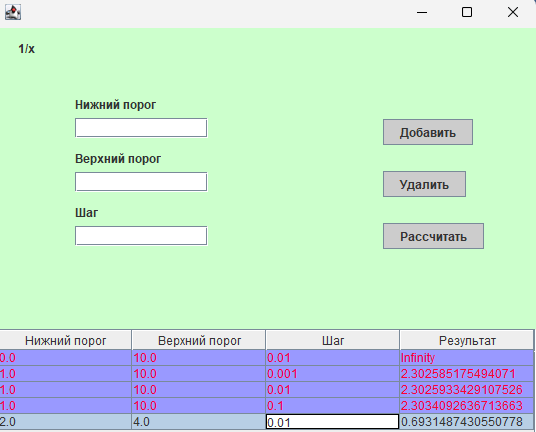 1/x
Нижний порог
Добавить
Верхний порог
Удалить
Шаг
Рассчитать
Нижний порог Верхний порог Шаг Результат
0.0 10.0 0.01 Infinity
1.0 10.0 0.001 2.302585175494071
1.0 10.0 0.01 2.3025933429107526
1.0 10.0 0.1 2.3034092636713663
2.0 4.0 0.01 0.6931487430550778